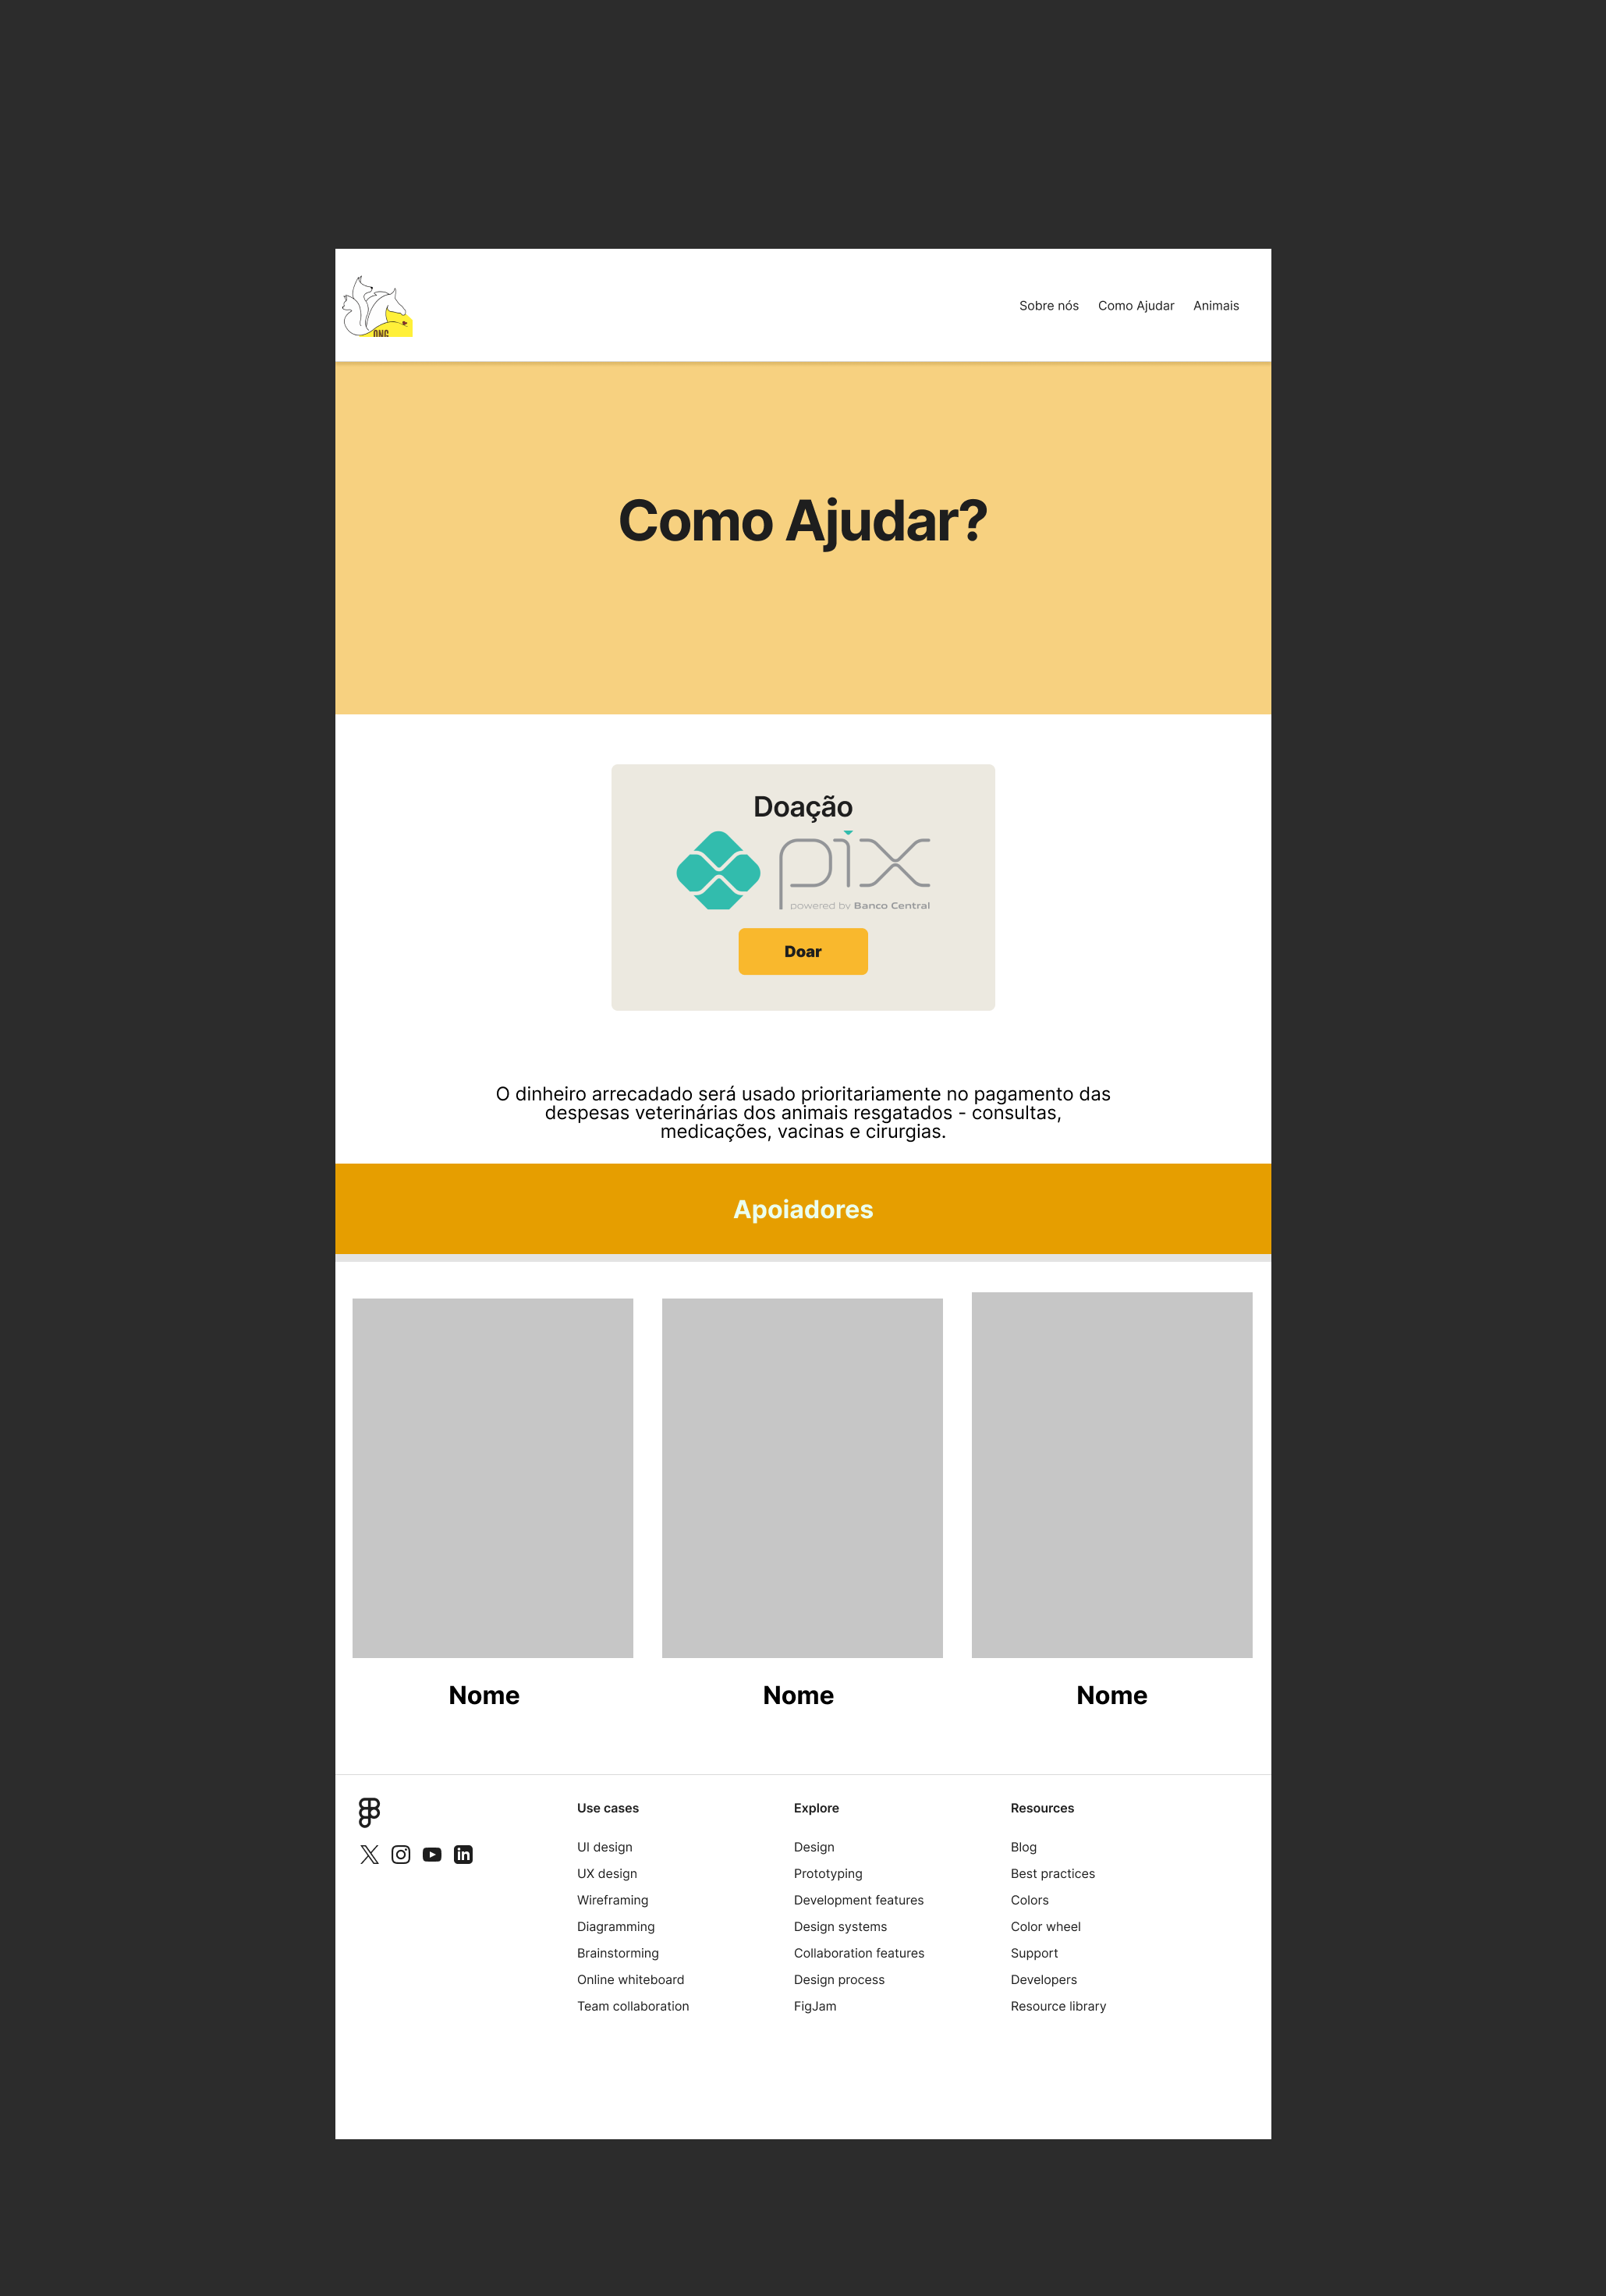 ONG
Sobre nós Como Ajudar Animais
Como Ajudar?
Doação
pix
powered by Banco Central
Doar
O dinheiro arrecadado será usado prioritariamente no pagamento das
despesas veterinárias dos animais resgatados - consultas,
medicações, vacinas e cirurgias.
Apoiadores
Nome Nome Nome
Use cases
UI design
UX design
Wireframing
Diagramming
Brainstorming
Online whiteboard
Team collaboration
Explore
Design
Prototyping
Development features
Design systems
Collaboration features
Design process
FigJam
Resources
Blog
Best practices
Colors
Color wheel
Support
Developers
Resource library